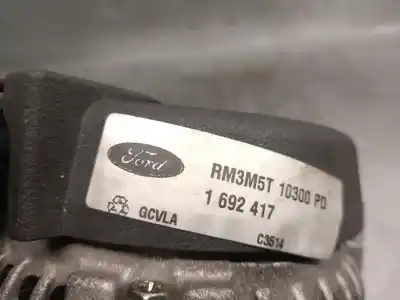 Ford
RM3M5T 10300 PD
1 692 417
GCVLA
C3514